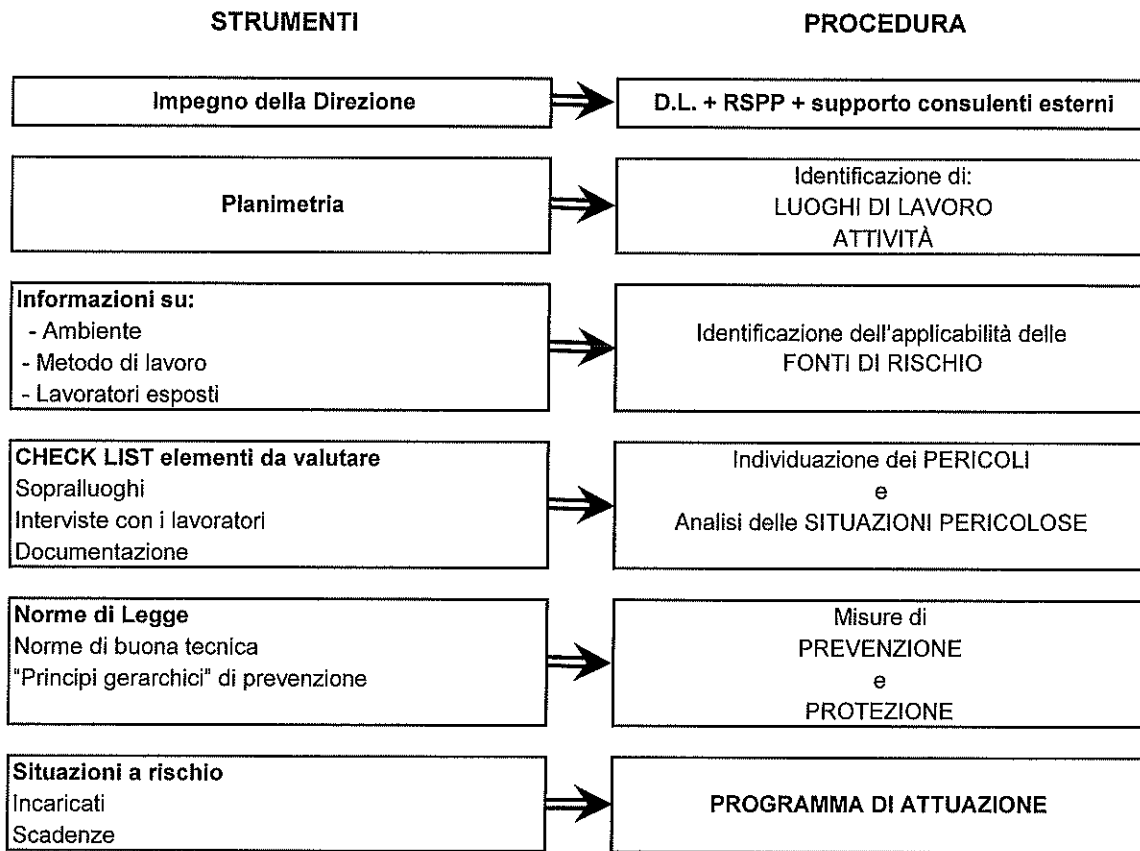 STRUMENTI
PROCEDURA
Impegno della Direzione
D.L. + RSPP + supporto consulenti esterni
Planimetria
Identificazione di:
LUOGHI DI LAVORO
ATTIVITÀ
Informazioni su:
- Ambiente
- Metodo di lavoro
- Lavoratori esposti
Identificazione dell'applicabilità delle
FONTI DI RISCHIO
CHECK LIST elementi da valutare
Sopralluoghi
Interviste con i lavoratori
Documentazione
Individuazione dei PERICOLI
e
Analisi delle SITUAZIONI PERICOLOSE
Norme di Legge
Norme di buona tecnica
"Principi gerarchici" di prevenzione
Misure di
PREVENZIONE
e
PROTEZIONE
Situazioni a rischio
Incaricati
Scadenze
PROGRAMMA DI ATTUAZIONE